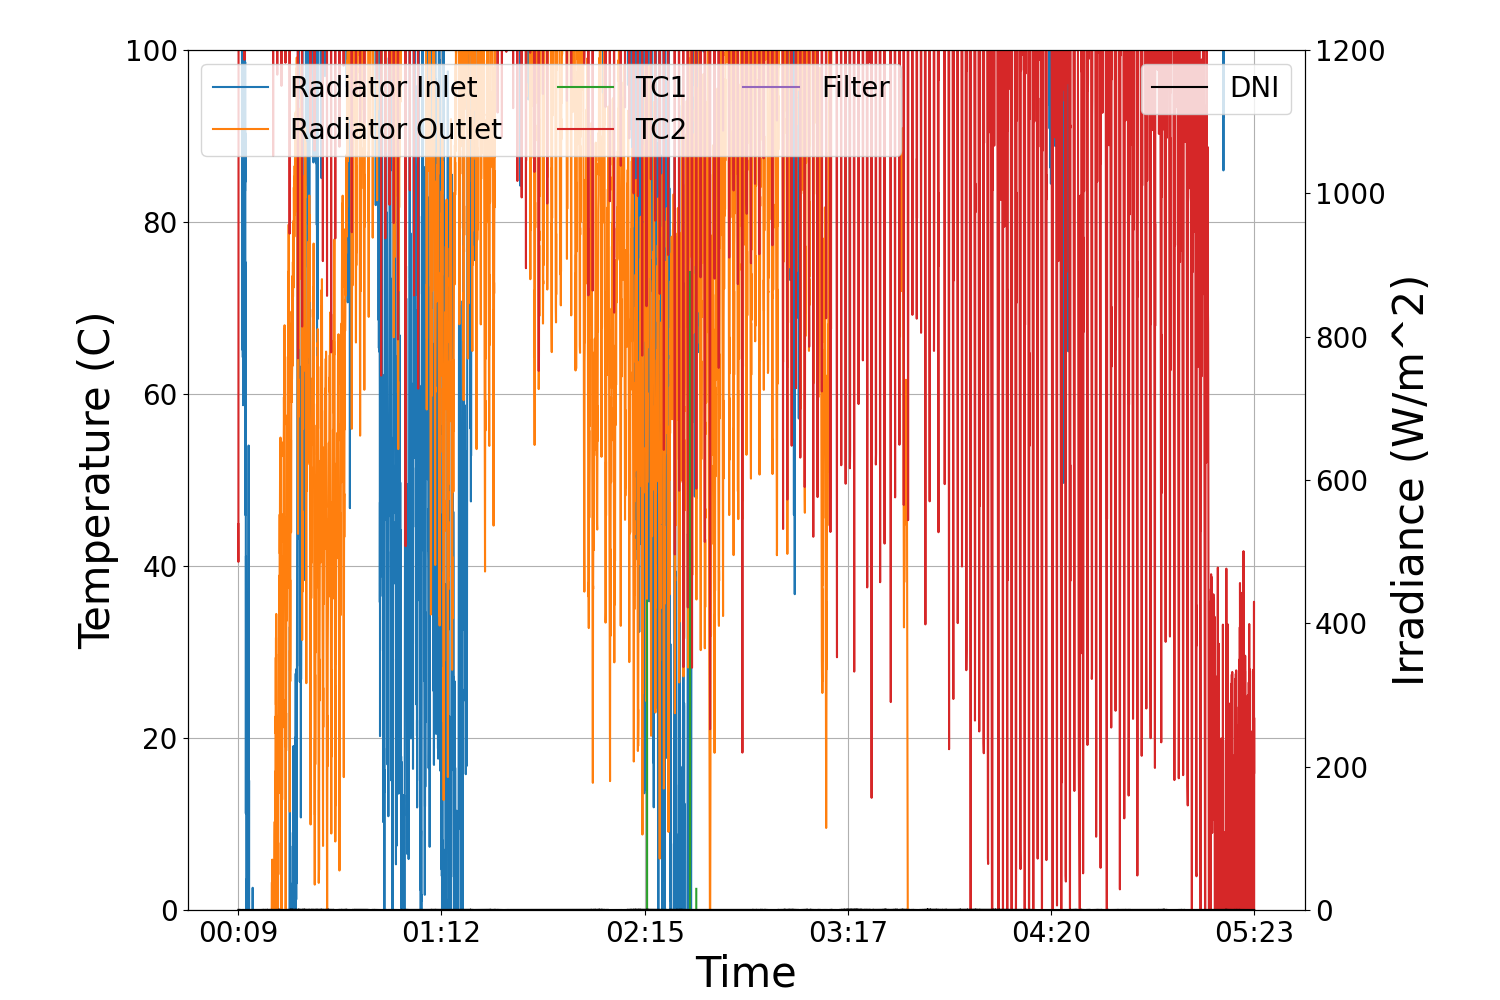 100
80
60
40
20
0
Temperature (C)
Radiator Inlet
Radiator Outlet
TC1
TC2
Filter
DNI
1200
1000
800
600
400
200
0
Irradiance (W/m^2)
00:09
01:12
02:15
03:17
04:20
05:23
Time